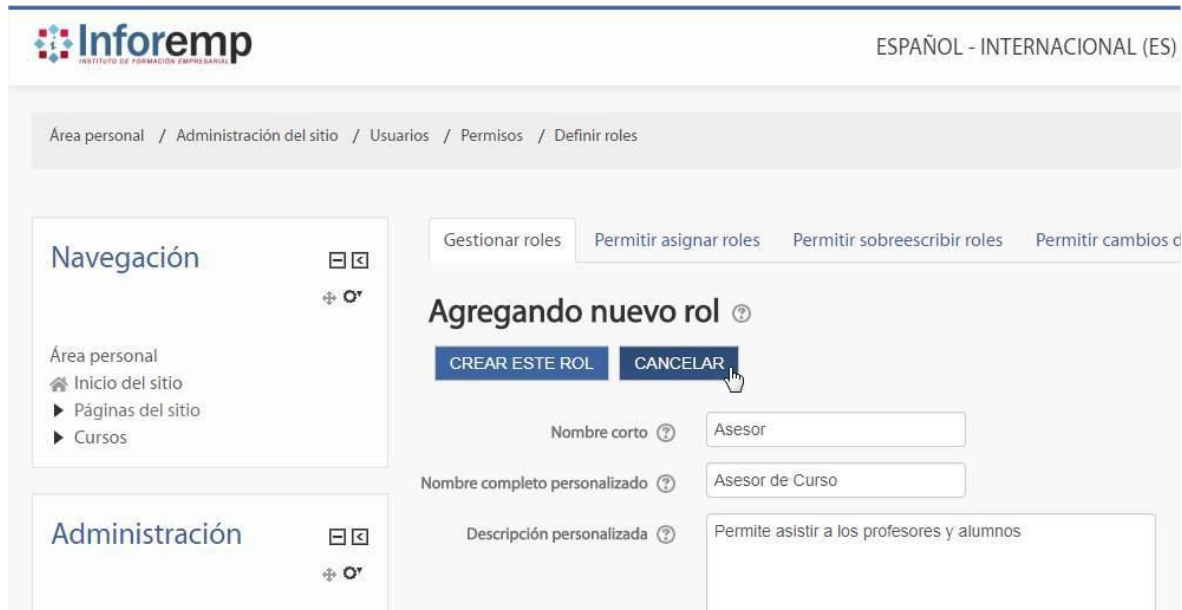 Inforemp
INSTITUTO DE FORMACIÓN EMPRESARIAL
ESPAÑOL - INTERNACIONAL (ES)
Área personal / Administración del sitio / Usuarios / Permisos / Definir roles
Navegación
Área personal
Inicio del sitio
Páginas del sitio
Cursos
Administración
Gestionar roles Permitir asignar roles Permitir sobreescribir roles Permitir cambios d
Agregando nuevo rol
CREAR ESTE ROL CANCELAR
Nombre corto Asesor
Nombre completo personalizado Asesor de Curso
Descripción personalizada Permite asistir a los profesores y alumnos